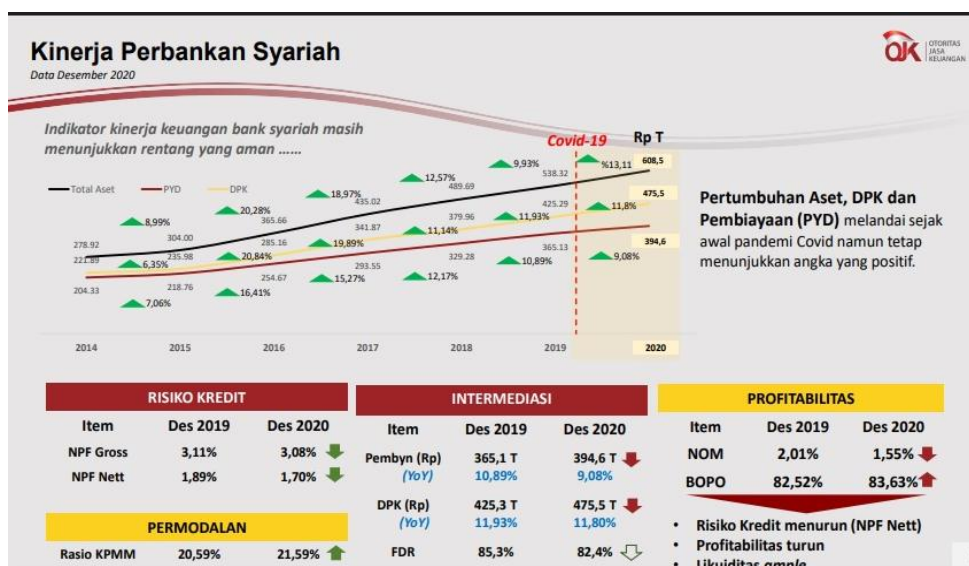 Kinerja Perbankan Syariah
Data Desember 2020
OJK OTORITAS JASA KEUANGAN
Indikator kinerja keuangan bank syariah masih
menunjukkan rentang yang aman ......
Covid-19 Rp T
Total Aset PYD DPK
278.92 304.00 365.66 435.02 489.69 538.32 608,5
8,99% 20,28% 18,97% 12,57% 9,93% %13,11
221.89 235.98 285.16 341.87 379.96 425.29 475,5
6,35% 20,84% 19,89% 11,14% 11,93% 11,8%
204.33 218.76 254.67 293.55 329.28 365.13 394,6
7,06% 16,41% 15,27% 12,17% 10,89% 9,08%
2014 2015 2016 2017 2018 2019 2020
Pertumbuhan Aset, DPK dan
Pembiayaan (PYD) melandai sejak
awal pandemi Covid namun tetap
menunjukkan angka yang positif.
RISIKO KREDIT
Item Des 2019 Des 2020
NPF Gross 3,11% 3,08%
NPF Nett 1,89% 1,70%
PERMODALAN
Rasio KPMM 20,59% 21,59%
INTERMEDIASI
Item Des 2019 Des 2020
Pembyn (Rp) 365,1 T 394,6 T
(YoY) 10,89% 9,08%
DPK (Rp) 425,3 T 475,5 T
(YoY) 11,93% 11,80%
FDR 85,3% 82,4%
PROFITABILITAS
Item Des 2019 Des 2020
NOM 2,01% 1,55%
BOPO 82,52% 83,63%
• Risiko Kredit menurun (NPF Nett)
• Profitabilitas turun
• Likuiditas ample